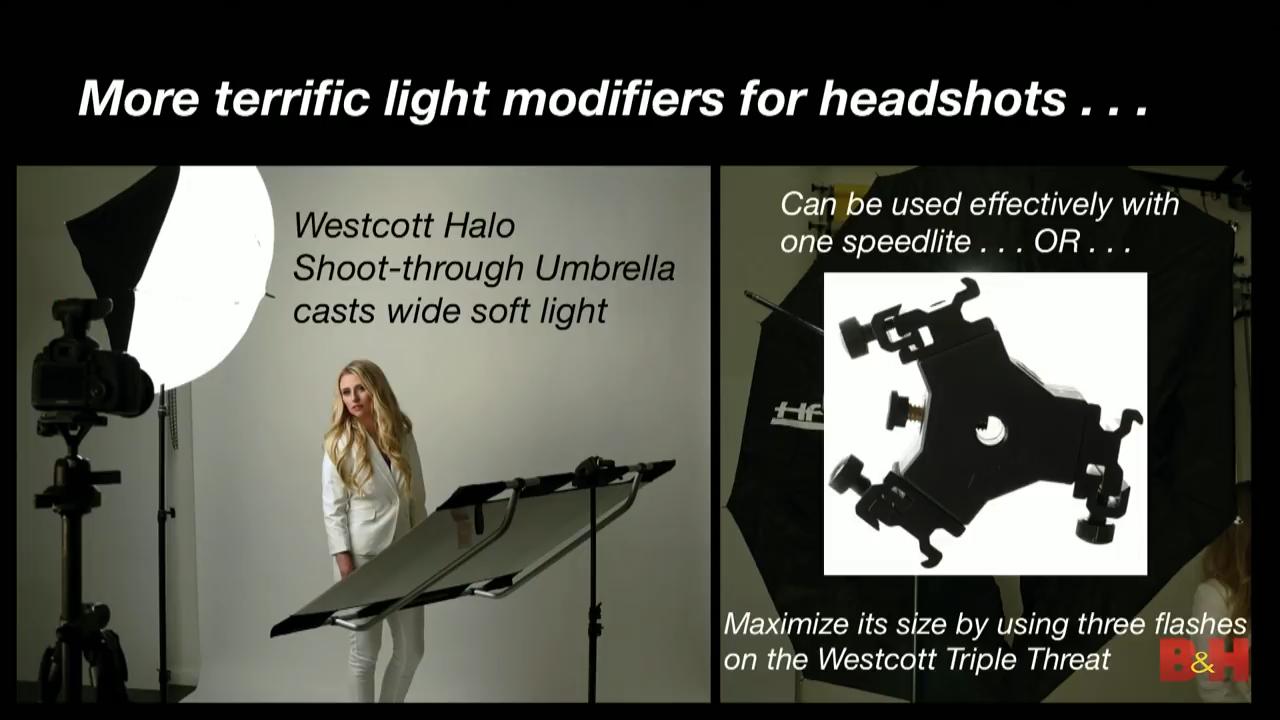 More terrific light modifiers for headshots . . .
Westcott Halo
Shoot-through Umbrella
casts wide soft light
Can be used effectively with
one speedlite . . . OR . . .
Maximize its size by using three flashes
on the Westcott Triple Threat
B&H